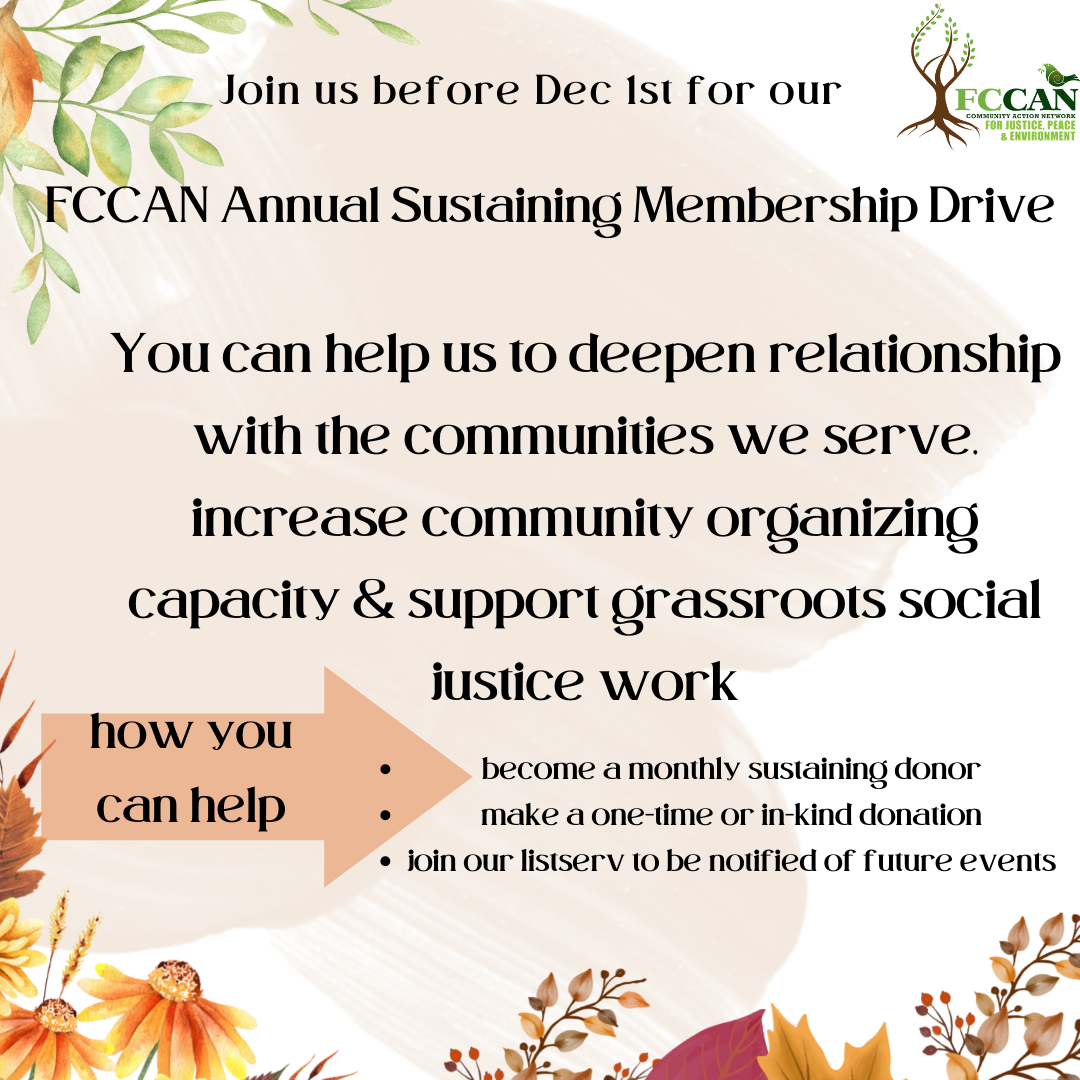 Join us before Dec 1st for our
FCCAN
COMMUNITY ACTION NETWORK
FOR JUSTICE, PEACE
& ENVIRONMENT
FCCAN Annual Sustaining Membership Drive
You can help us to deepen relationship
with the communities we serve,
increase community organizing
capacity & support grassroots social
justice work
how you
can help
• become a monthly sustaining donor
• make a one-time or in-kind donation
• join our listserv to be notified of future events